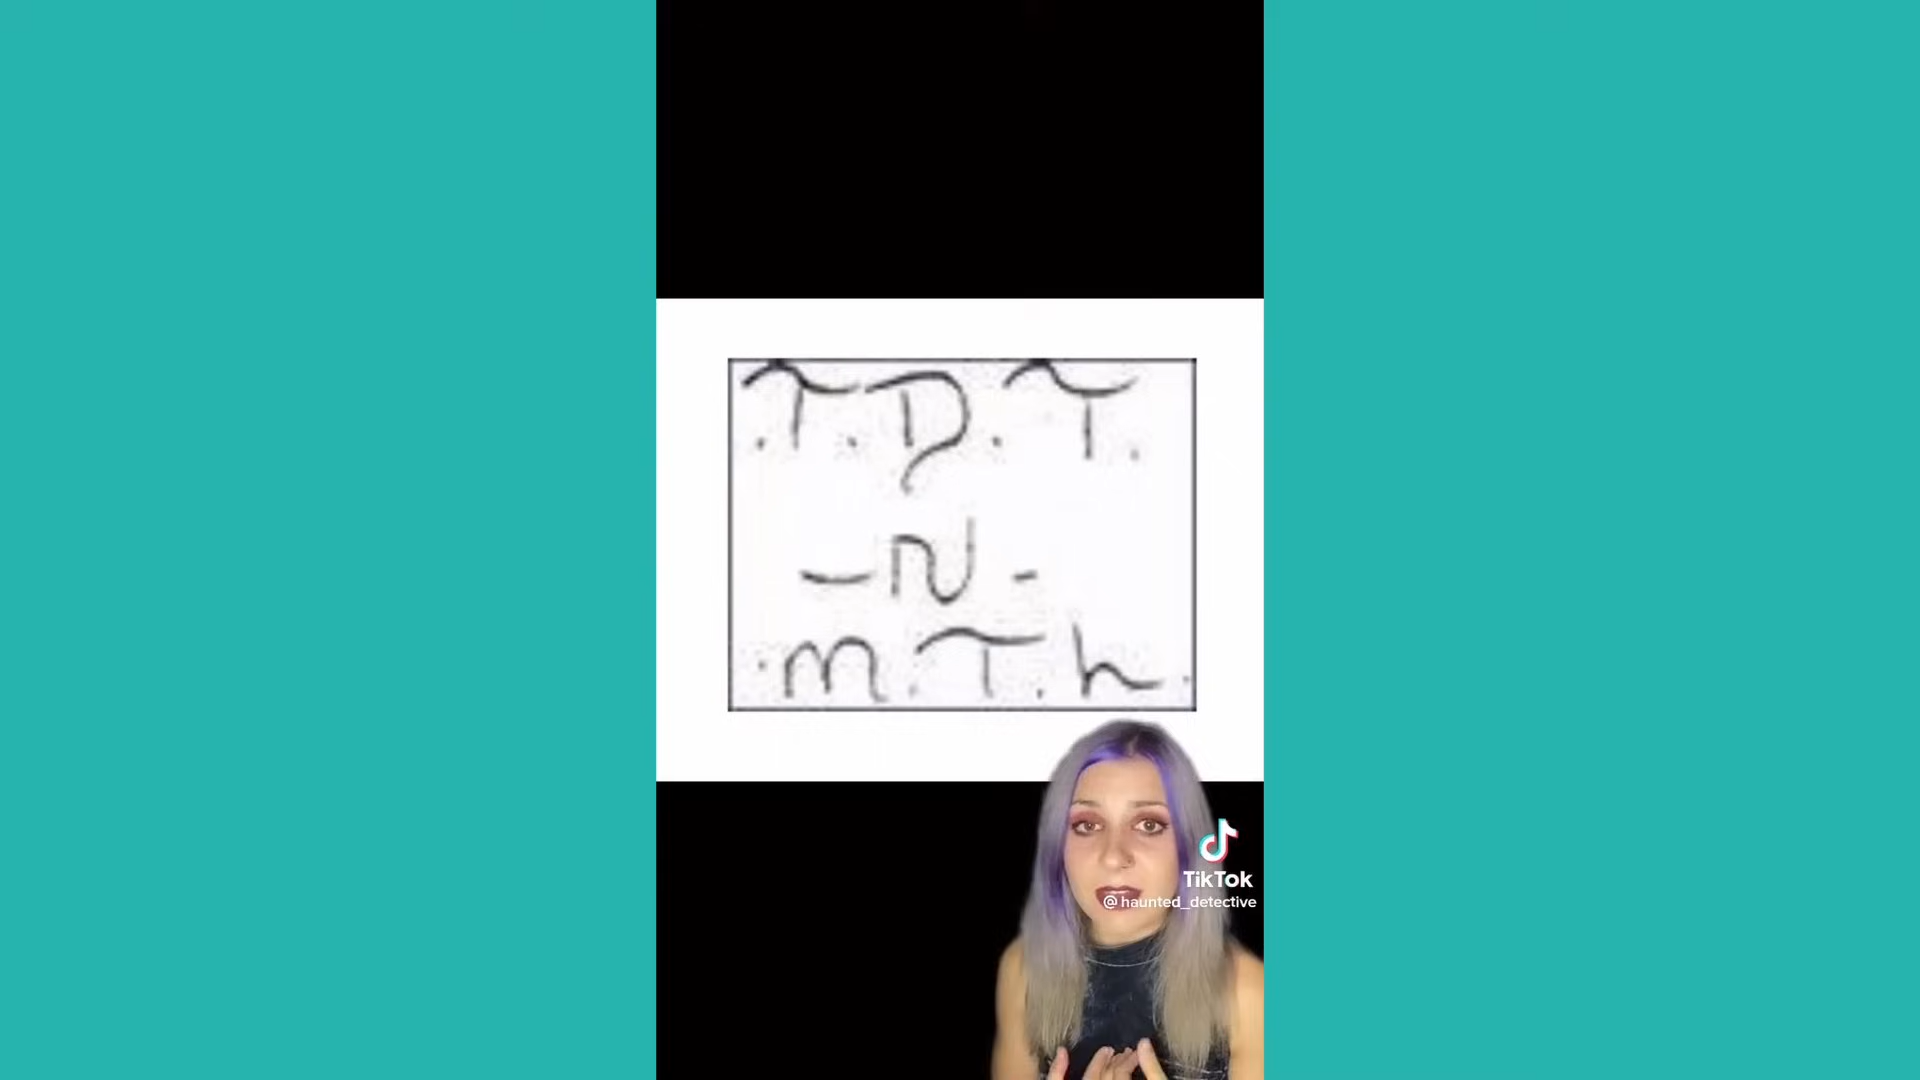 .T.D.T.
- N -
.M.T.h.
TikTok
@haunted_detective